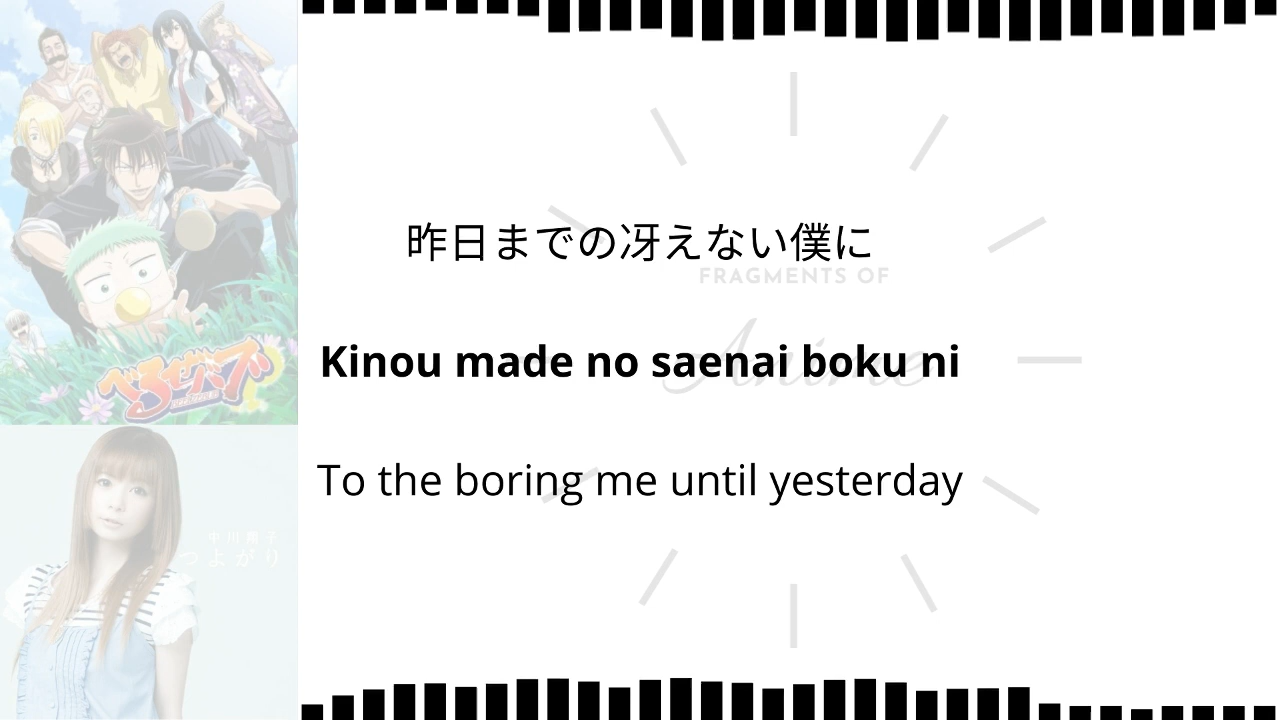 べるぜバブ
中川翔子
つよがり
昨日までの冴えない僕に
FRAGMENTS OF
Anime
Kinou made no saenai boku ni
To the boring me until yesterday